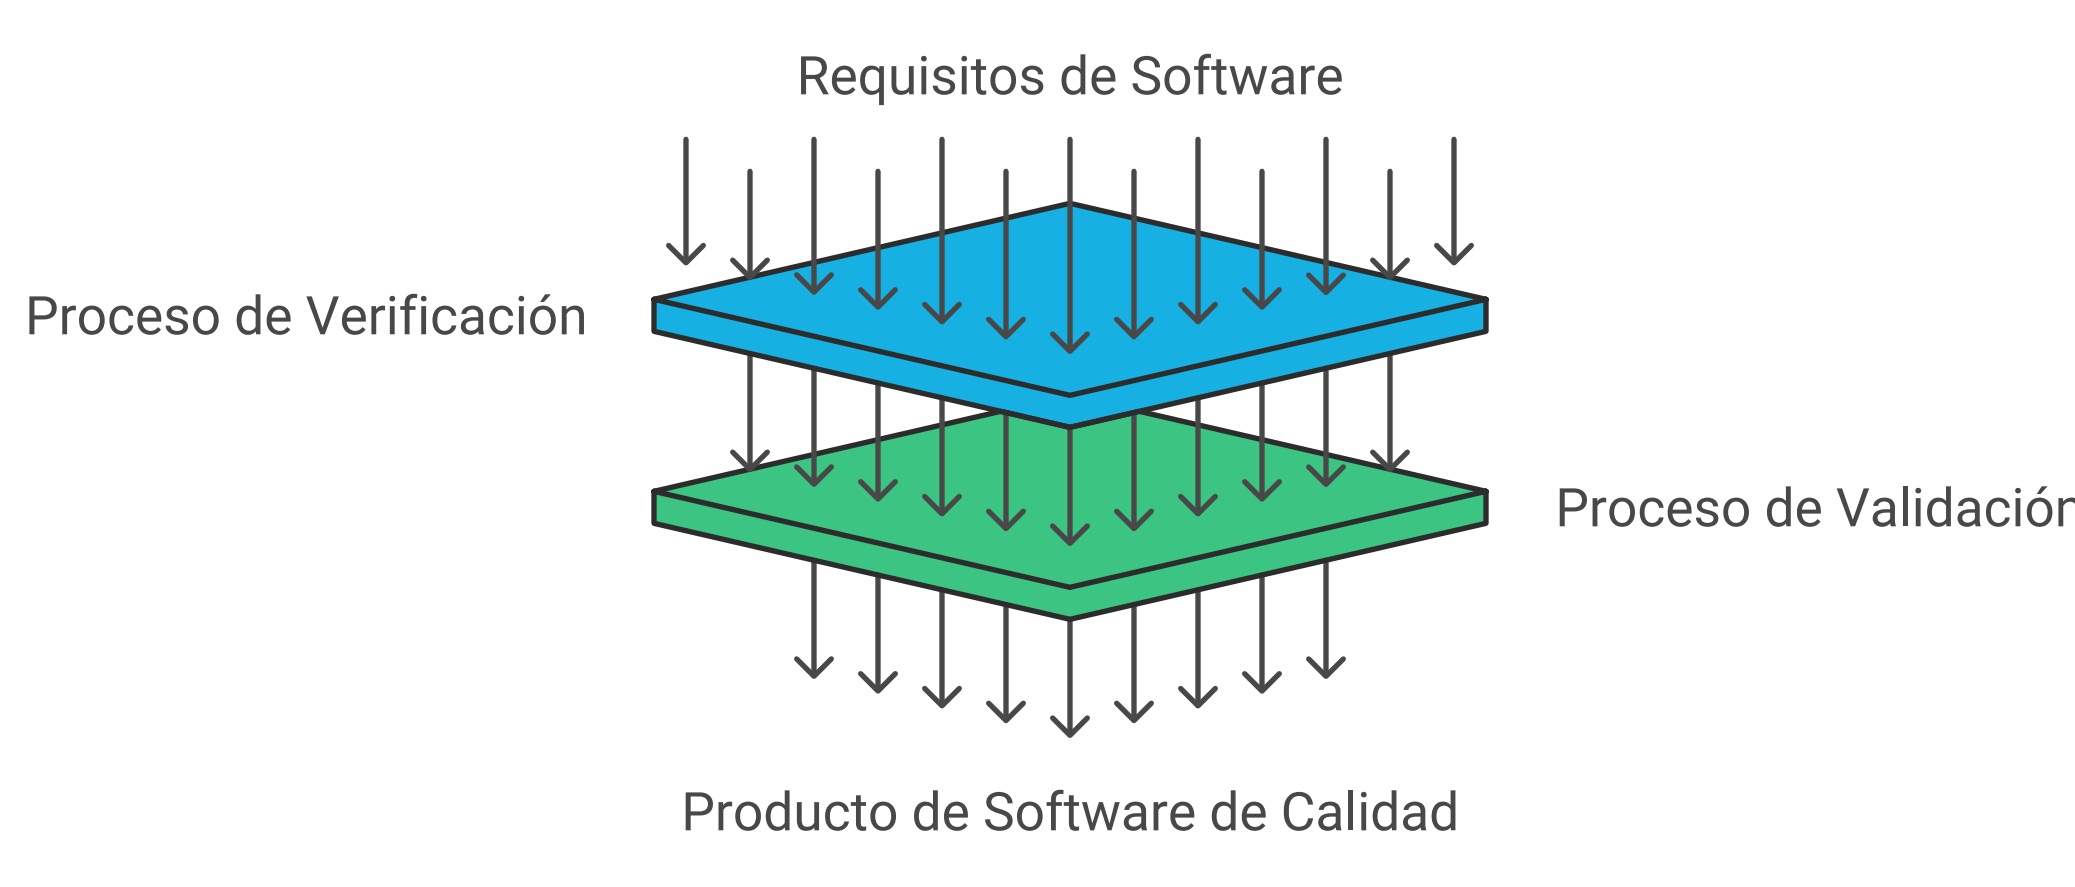 Requisitos de Software
Proceso de Verificación
Proceso de Validación
Producto de Software de Calidad